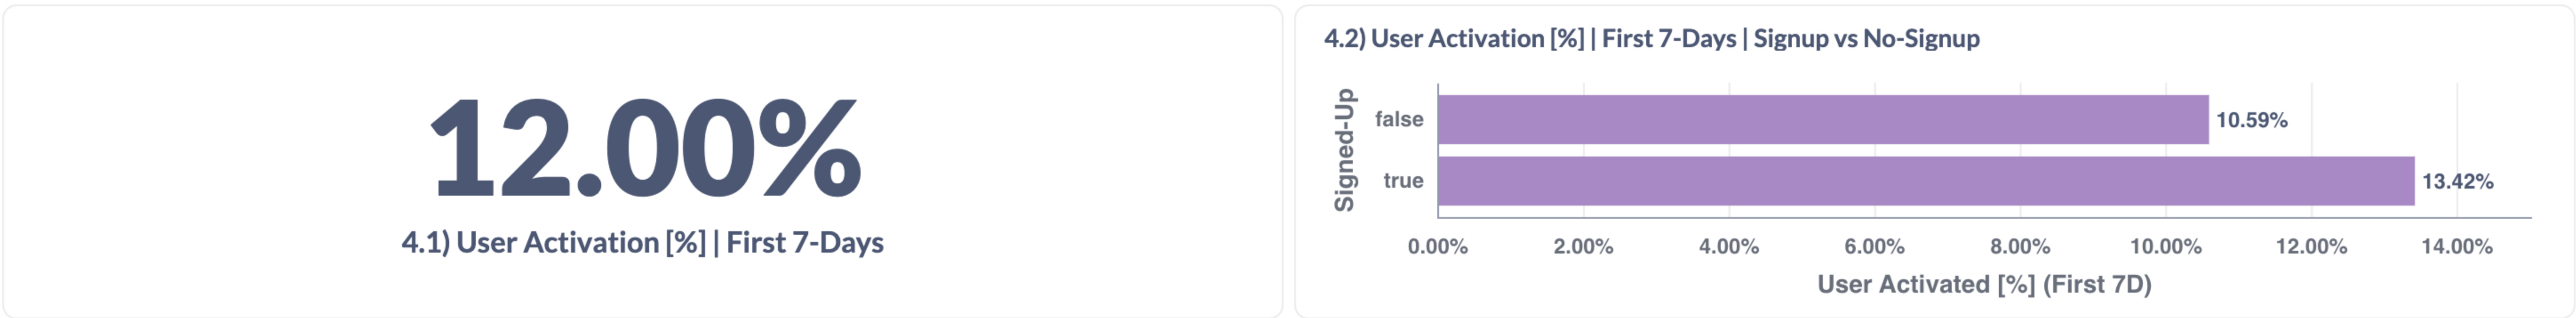 12.00%
4.1) User Activation [%] | First 7-Days
4.2) User Activation [%] | First 7-Days | Signup vs No-Signup
Signed-Up
false
10.59%
true
13.42%
0.00% 2.00% 4.00% 6.00% 8.00% 10.00% 12.00% 14.00%
User Activated [%] (First 7D)